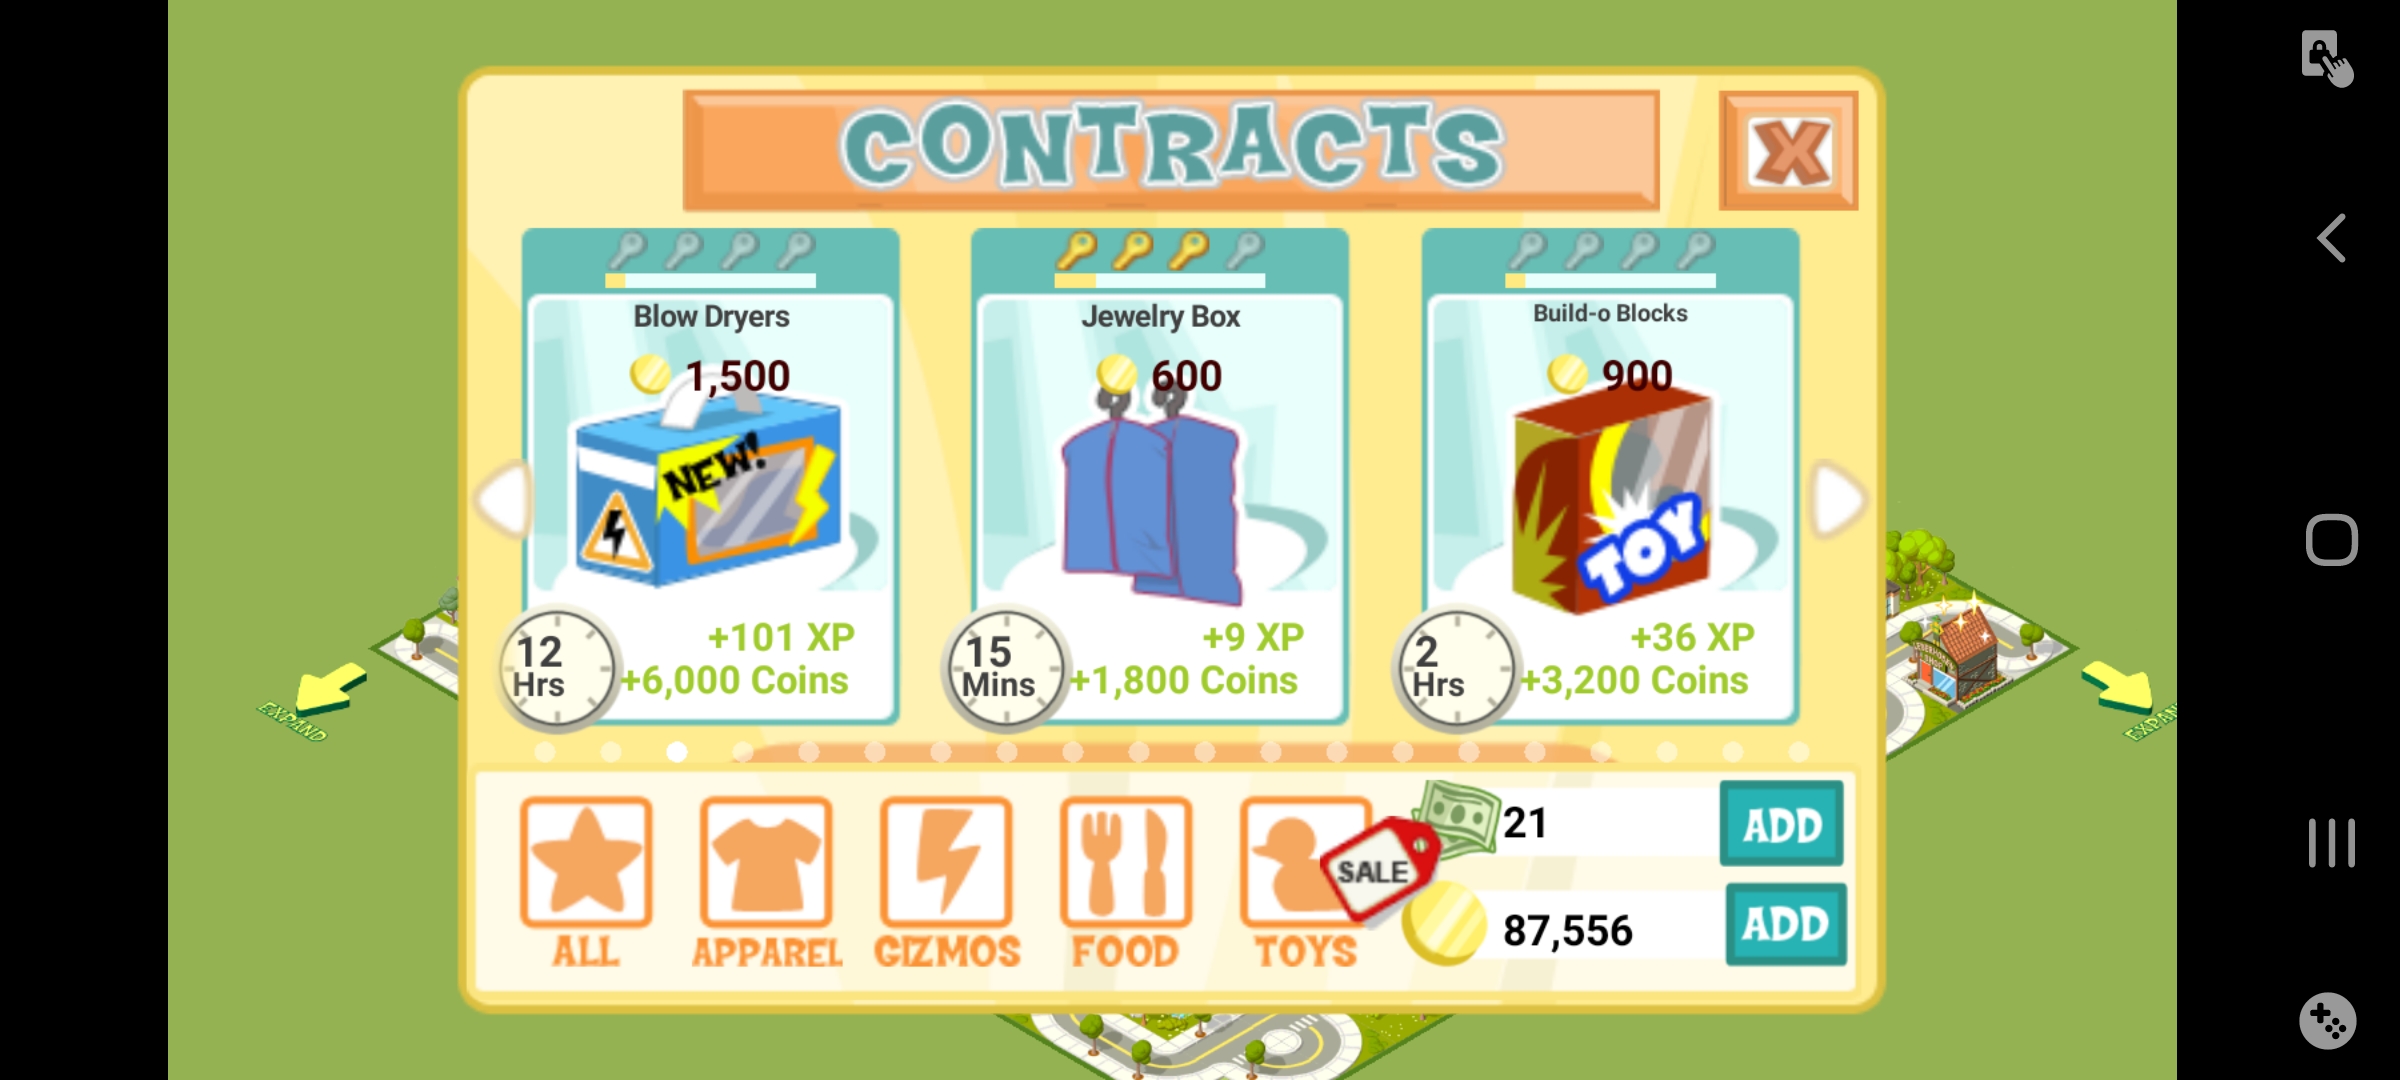 CONTRACTS
X
Blow Dryers
1,500
NEW!
12
Hrs
+101 XP
+6,000 Coins
Jewelry Box
600
15
Mins
+9 XP
+1,800 Coins
Build-o Blocks
900
TOY
2
Hrs
+36 XP
+3,200 Coins
EXPAND
EXPAN
ALL
APPAREL
GIZMOS
FOOD
TOYS
SALE
21
ADD
87,556
ADD